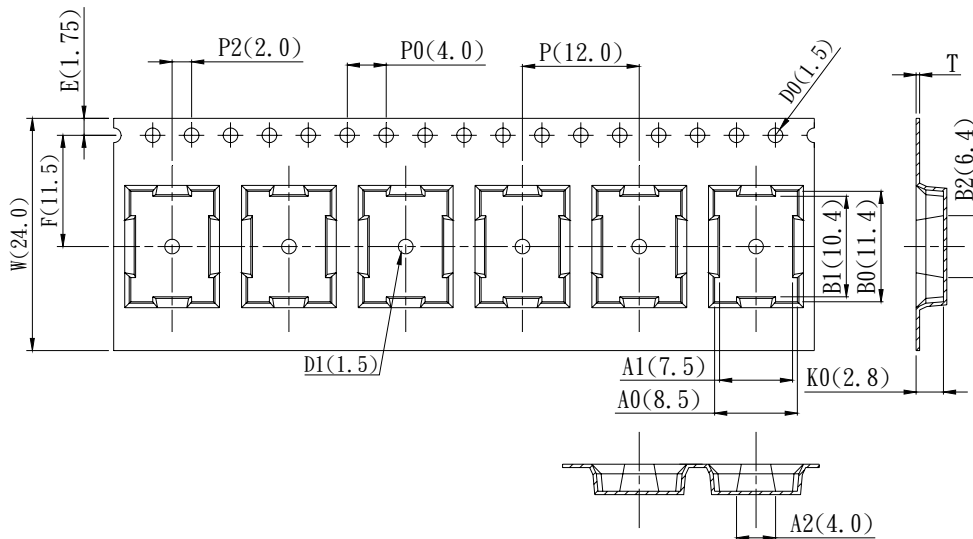 P2(2.0)
P0(4.0)
P(12.0)
D0(1.5)
T
E(1.75)
F(11.5)
W(24.0)
B1(10.4)
B0(11.4)
B2(6.4)
D1(1.5)
A1(7.5)
A0(8.5)
K0(2.8)
A2(4.0)